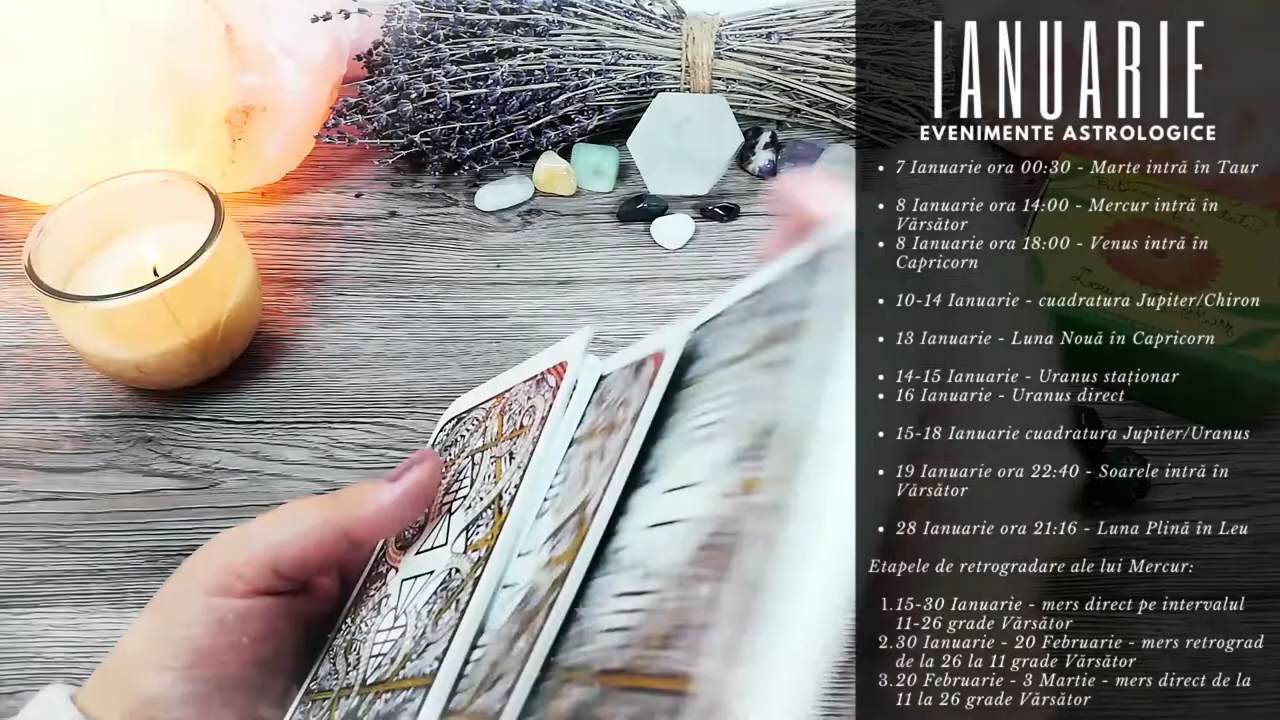 IANUARIE
EVENIMENTE ASTROLOGICE
• 7 Ianuarie ora 00:30 - Marte intră în Taur
• 8 Ianuarie ora 14:00 - Mercur intră în
Vărsător
• 8 Ianuarie ora 18:00 - Venus intră în
Capricorn
• 10-14 Ianuarie - cuadratura Jupiter/Chiron
• 13 Ianuarie - Luna Nouă în Capricorn
• 14-15 Ianuarie - Uranus staționar
• 16 Ianuarie - Uranus direct
• 15-18 Ianuarie cuadratura Jupiter/Uranus
• 19 Ianuarie ora 22:40 - Soarele intră în
Vărsător
• 28 Ianuarie ora 21:16 - Luna Plină în Leu
Etapele de retrogradare ale lui Mercur:
1.15-30 Ianuarie - mers direct pe intervalul
11-26 grade Vărsător
2.30 Ianuarie - 20 Februarie - mers retrograd
de la 26 la 11 grade Vărsător
3.20 Februarie - 3 Martie - mers direct de la
11 la 26 grade Vărsător